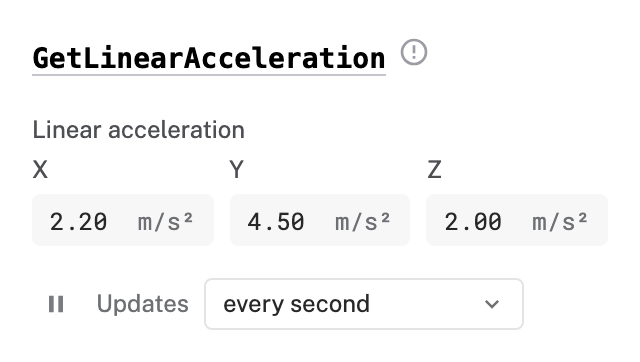 GetLinearAcceleration
Linear acceleration
X Y Z
2.20 m/s² 4.50 m/s² 2.00 m/s²
Updates every second